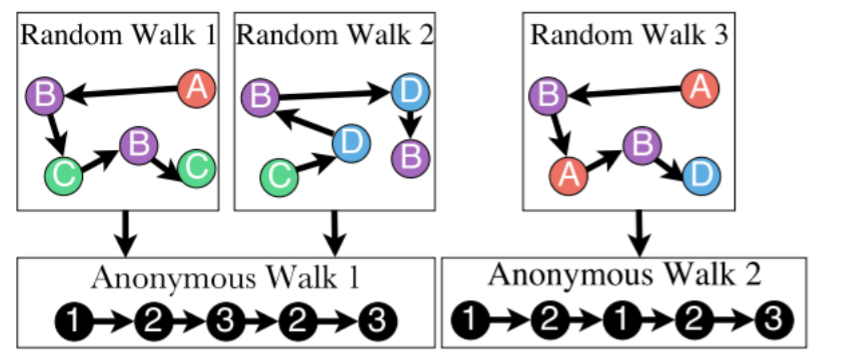 Random Walk 1
B A
C B C
Random Walk 2
B D
C D B
Random Walk 3
B A
A B D
Anonymous Walk 1
1 2 3 2 3
Anonymous Walk 2
1 2 1 2 3